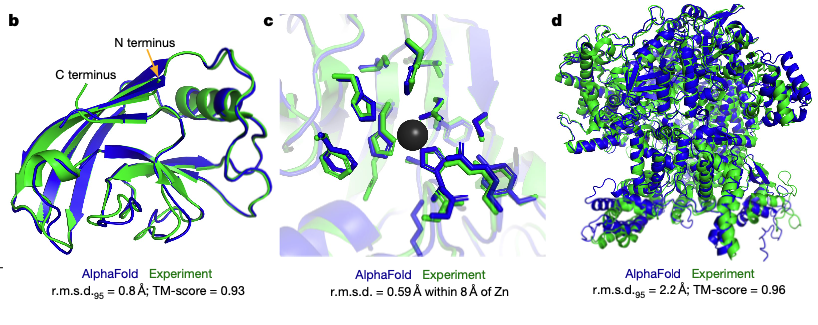 b
N terminus
C terminus
AlphaFold Experiment
r.m.s.d.95 = 0.8 Å; TM-score = 0.93
c
AlphaFold Experiment
r.m.s.d. = 0.59 Å within 8 Å of Zn
d
AlphaFold Experiment
r.m.s.d.95 = 2.2 Å; TM-score = 0.96